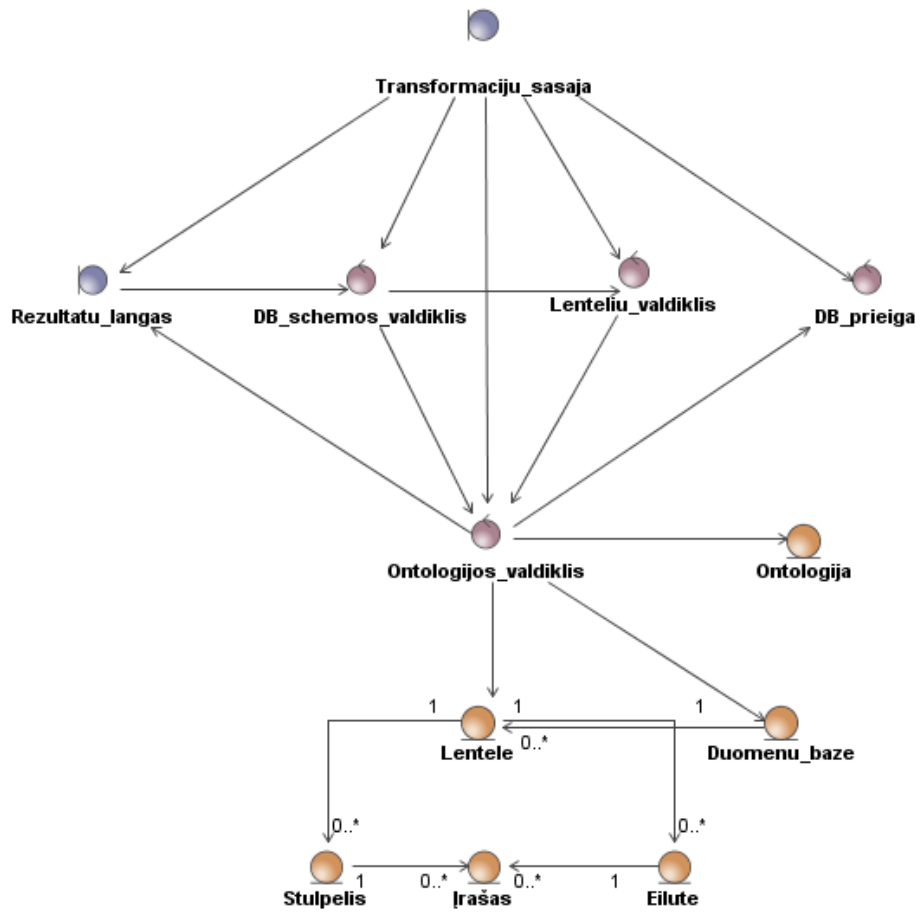 Transformaciju_sasaja
Rezultatu_langas
DB_schemos_valdiklis
Lenteliu_valdiklis
DB_prieiga
Ontologijos_valdiklis
Ontologija
1
1
1
Lentele
0..*
Duomenu_baze
0..*
0..*
Stulpelis
1
0..*
Įrašas
0..*
1
Eilute